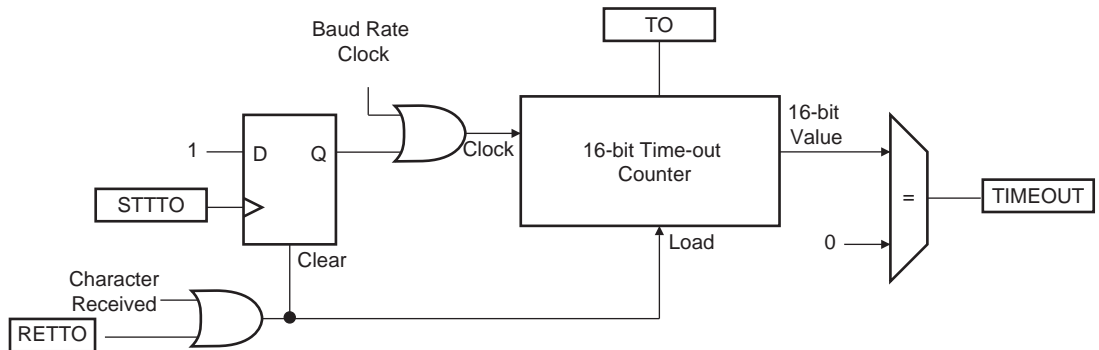 TO
Baud Rate
Clock
16-bit
Value
1
D
Q
Clock
16-bit Time-out
Counter
STTTO
=
TIMEOUT
0
Clear
Load
Character
Received
RETTO